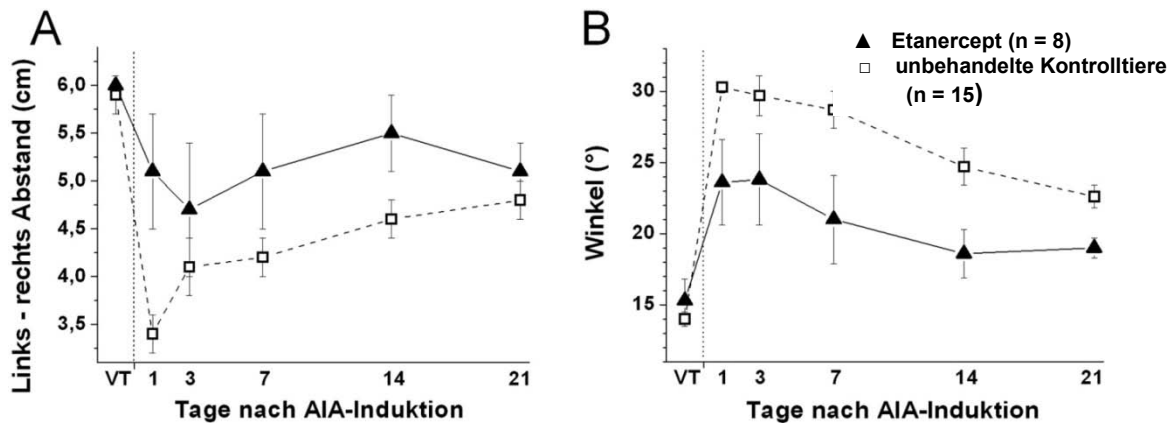 A
Links - rechts Abstand (cm)
6,0
5,5
5,0
4,5
4,0
3,5
VT 1 3 7 14 21
Tage nach AIA-Induktion
B
▲ Etanercept (n = 8)
□ unbehandelte Kontrolltiere
(n = 15)
Winkel (°)
30
25
20
15
10
VT 1 3 7 14 21
Tage nach AIA-Induktion